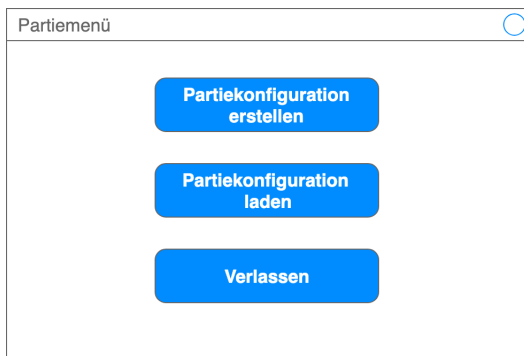 Partiemenü
Partiekonfiguration
erstellen
Partiekonfiguration
laden
Verlassen